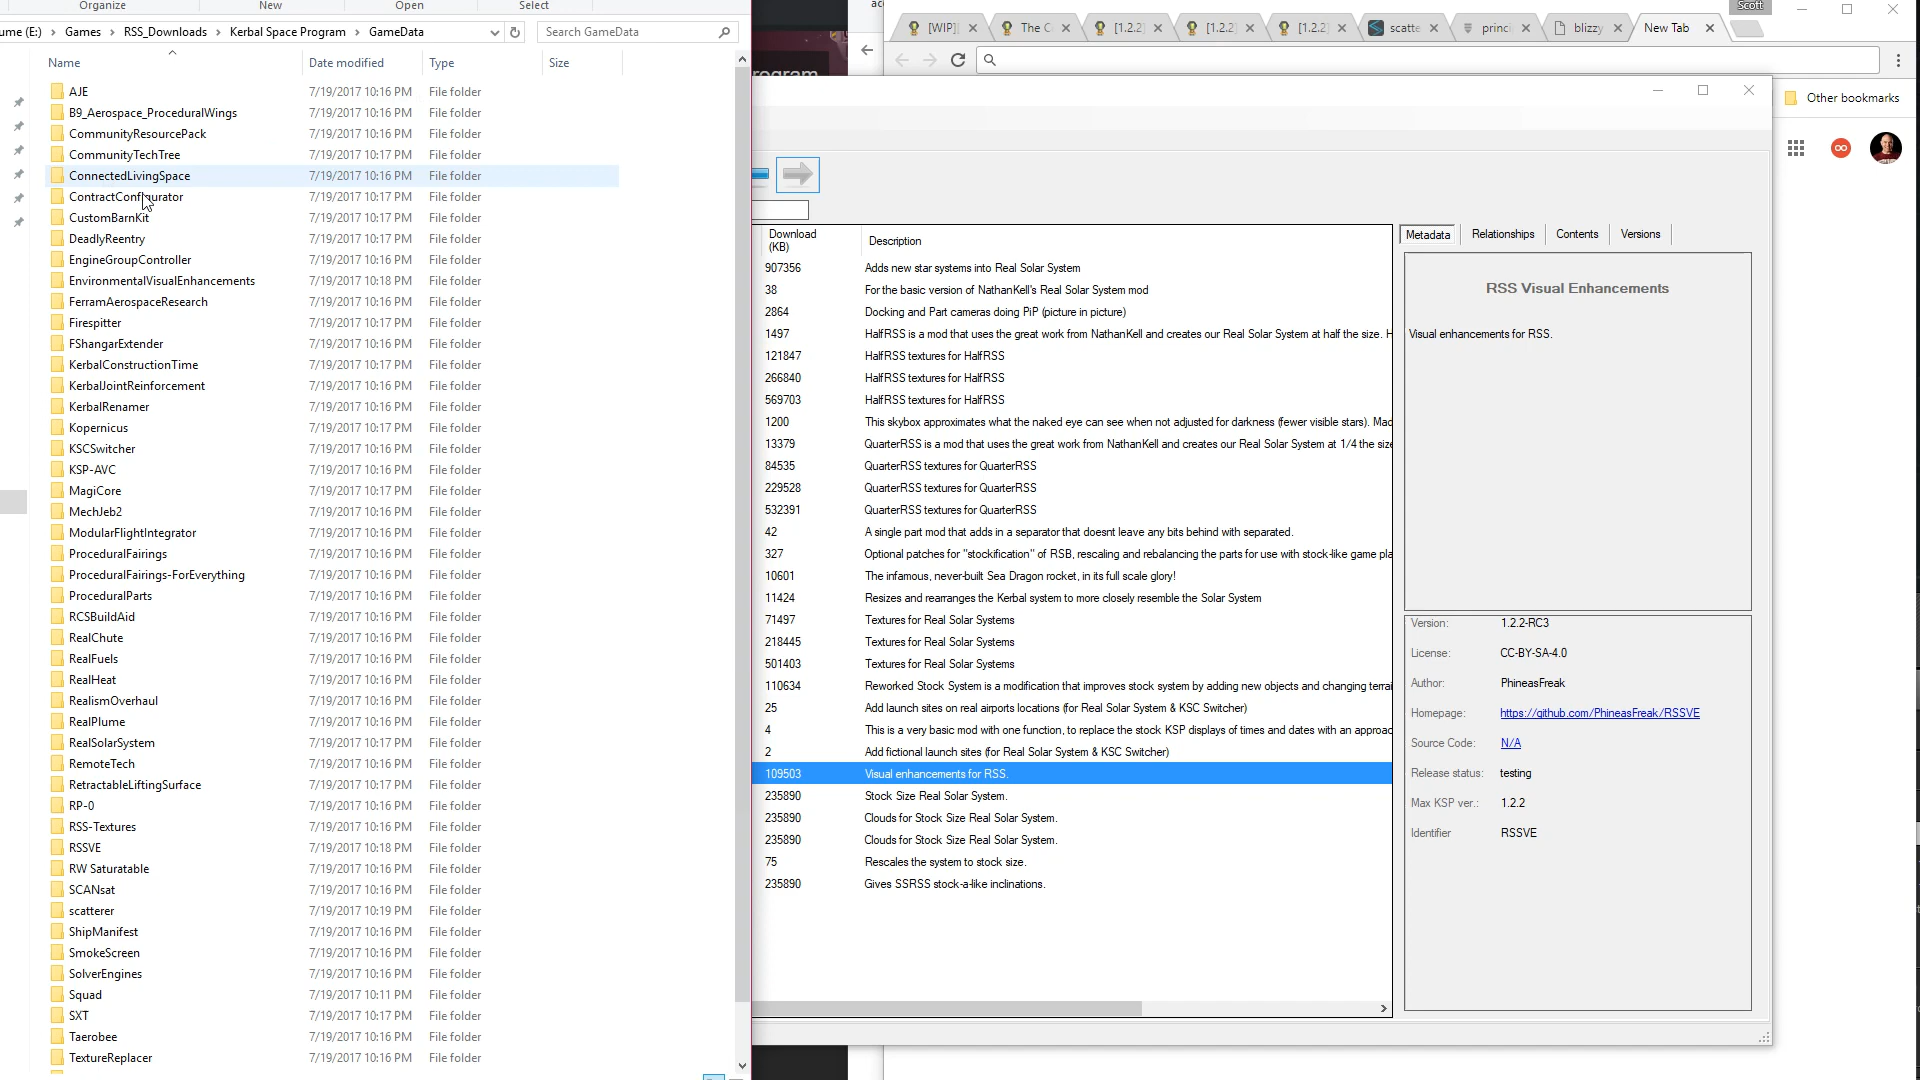 Organize New Open Select
ume (E:) > Games > RSS_Downloads > Kerbal Space Program > GameData
Search GameData
Name Date modified Type Size
AJE 7/19/2017 10:16 PM File folder
B9_Aerospace_ProceduralWings 7/19/2017 10:16 PM File folder
CommunityResourcePack 7/19/2017 10:16 PM File folder
CommunityTechTree 7/19/2017 10:17 PM File folder
ConnectedLivingSpace 7/19/2017 10:16 PM File folder
ContractConfigurator 7/19/2017 10:17 PM File folder
CustomBarnKit 7/19/2017 10:17 PM File folder
DeadlyReentry 7/19/2017 10:17 PM File folder
EngineGroupController 7/19/2017 10:16 PM File folder
EnvironmentalVisualEnhancements 7/19/2017 10:18 PM File folder
FerramAerospaceResearch 7/19/2017 10:16 PM File folder
Firespitter 7/19/2017 10:17 PM File folder
FShangarExtender 7/19/2017 10:17 PM File folder
KerbalConstructionTime 7/19/2017 10:17 PM File folder
KerbalJointReinforcement 7/19/2017 10:16 PM File folder
KerbalRenamer 7/19/2017 10:16 PM File folder
Kopernicus 7/19/2017 10:17 PM File folder
KSCSwitcher 7/19/2017 10:16 PM File folder
KSP-AVC 7/19/2017 10:17 PM File folder
MagiCore 7/19/2017 10:17 PM File folder
MechJeb2 7/19/2017 10:16 PM File folder
ModularFlightIntegrator 7/19/2017 10:16 PM File folder
ProceduralFairings 7/19/2017 10:16 PM File folder
ProceduralFairings-ForEverything 7/19/2017 10:16 PM File folder
ProceduralParts 7/19/2017 10:16 PM File folder
RCSBuildAid 7/19/2017 10:16 PM File folder
RealChute 7/19/2017 10:16 PM File folder
RealFuels 7/19/2017 10:16 PM File folder
RealHeat 7/19/2017 10:16 PM File folder
RealismOverhaul 7/19/2017 10:16 PM File folder
RealPlume 7/19/2017 10:16 PM File folder
RealSolarSystem 7/19/2017 10:17 PM File folder
RemoteTech 7/19/2017 10:16 PM File folder
RetractableLiftingSurface 7/19/2017 10:17 PM File folder
RP-0 7/19/2017 10:16 PM File folder
RSS-Textures 7/19/2017 10:16 PM File folder
RSSVE 7/19/2017 10:18 PM File folder
RW Saturatable 7/19/2017 10:16 PM File folder
SCANsat 7/19/2017 10:16 PM File folder
scatterer 7/19/2017 10:19 PM File folder
ShipManifest 7/19/2017 10:16 PM File folder
SmokeScreen 7/19/2017 10:16 PM File folder
SolverEngines 7/19/2017 10:16 PM File folder
Squad 7/19/2017 10:11 PM File folder
SXT 7/19/2017 10:17 PM File folder
Taerobee 7/19/2017 10:16 PM File folder
TextureReplacer 7/19/2017 10:16 PM File folder
ac
rogram
Scott
[WIP] The C [1.2.2] [1.2.2] [1.2.2] scatte princi blizzy New Tab
Other bookmarks
Download (KB) Description
907356 Adds new star systems into Real Solar System
38 For the basic version of NathanKell's Real Solar System mod
2864 Docking and Part cameras doing PiP (picture in picture)
1497 HalfRSS is a mod that uses the great work from NathanKell and creates our Real Solar System at half the size. H
121847 HalfRSS textures for HalfRSS
266840 HalfRSS textures for HalfRSS
569703 HalfRSS textures for HalfRSS
1200 This skybox approximates what the naked eye can see when not adjusted for darkness (fewer visible stars). Mad
13379 QuarterRSS is a mod that uses the great work from NathanKell and creates our Real Solar System at 1/4 the size
84535 QuarterRSS textures for QuarterRSS
229528 QuarterRSS textures for QuarterRSS
532391 QuarterRSS textures for QuarterRSS
42 A single part mod that adds in a separator that doesnt leave any bits behind with separated.
327 Optional patches for "stockification" of RSB, rescaling and rebalancing the parts for use with stock-like game pla
10601 The infamous, never-built Sea Dragon rocket, in its full scale glory!
11424 Resizes and rearranges the Kerbal system to more closely resemble the Solar System
71497 Textures for Real Solar Systems
218445 Textures for Real Solar Systems
501403 Textures for Real Solar Systems
110634 Reworked Stock System is a modification that improves stock system by adding new objects and changing terrai
25 Add launch sites on real airports locations (for Real Solar System & KSC Switcher)
4 This is a very basic mod with one function, to replace the stock KSP displays of times and dates with an approac
2 Add fictional launch sites (for Real Solar System & KSC Switcher)
109503 Visual enhancements for RSS.
235890 Stock Size Real Solar System.
235890 Clouds for Stock Size Real Solar System.
235890 Clouds for Stock Size Real Solar System.
75 Rescales the system to stock size.
235890 Gives SSRSS stock-a-like inclinations.
Metadata Relationships Contents Versions
RSS Visual Enhancements
Visual enhancements for RSS.
Version: 1.2.2-RC3
License: CC-BY-SA-4.0
Author: PhineasFreak
Homepage: https://github.com/PhineasFreak/RSSVE
Source Code: N/A
Release status: testing
Max KSP ver.: 1.2.2
Identifier RSSVE